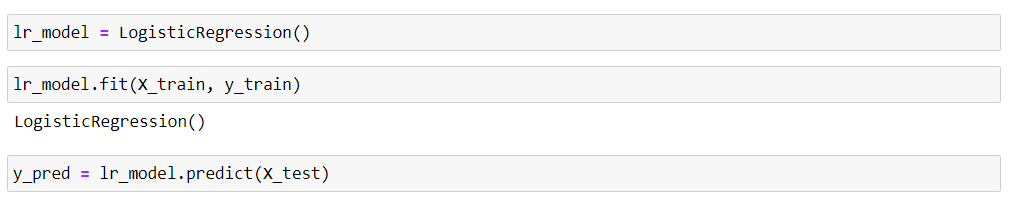 lr_model = LogisticRegression()
lr_model.fit(X_train, y_train)
LogisticRegression()
y_pred = lr_model.predict(X_test)